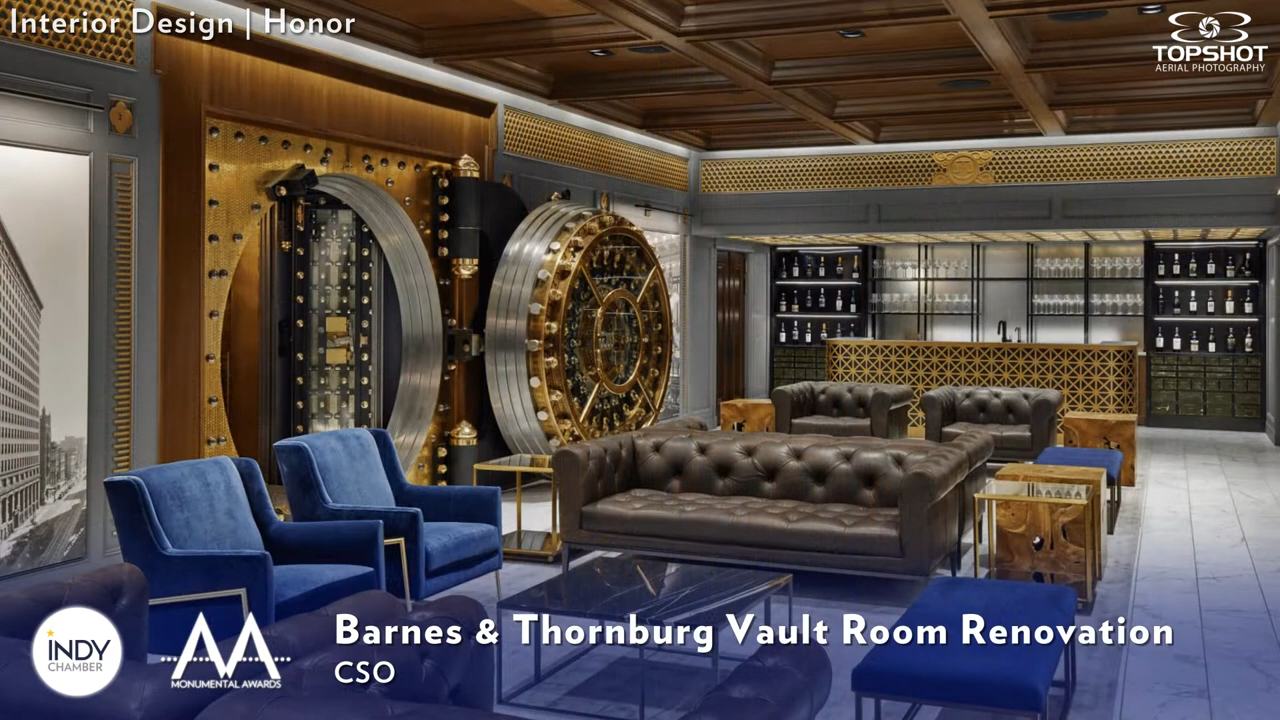 Interior Design | Honor
TOPSHOT
AERIAL PHOTOGRAPHY
INDY
CHAMBER
MONUMENTAL AWARDS
Barnes & Thornburg Vault Room Renovation
CSO